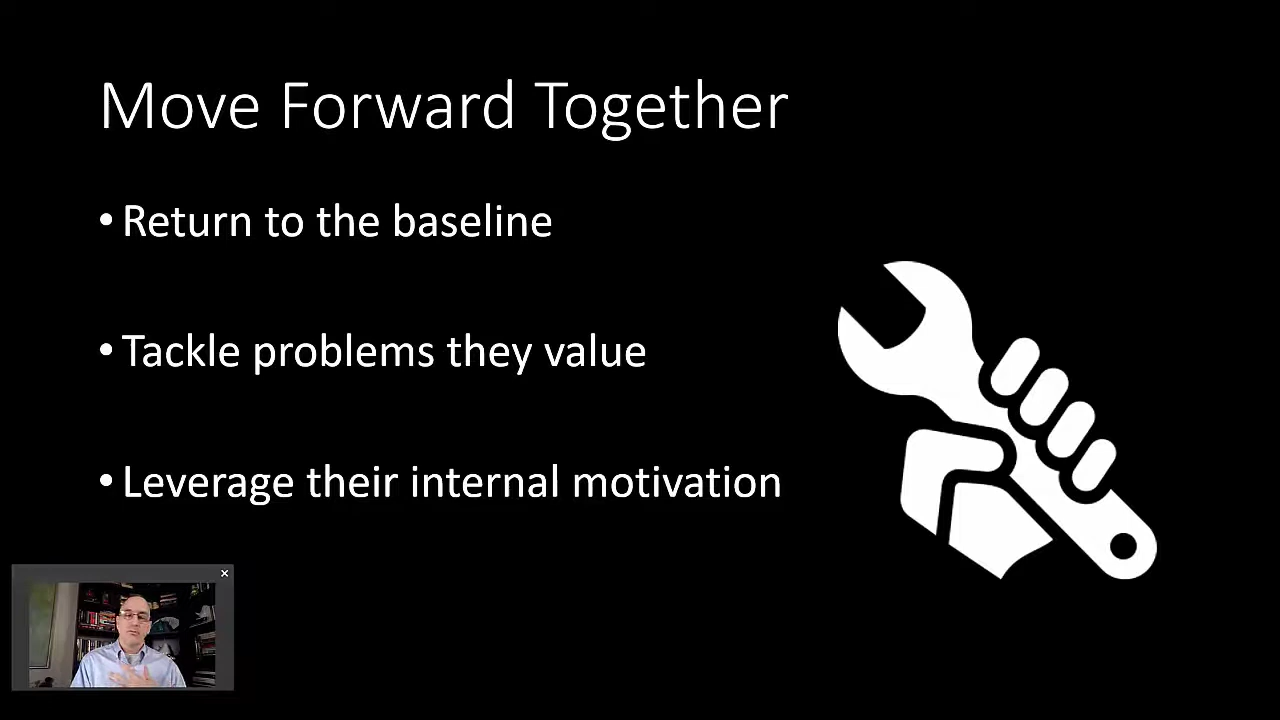 Move Forward Together
• Return to the baseline
• Tackle problems they value
• Leverage their internal motivation